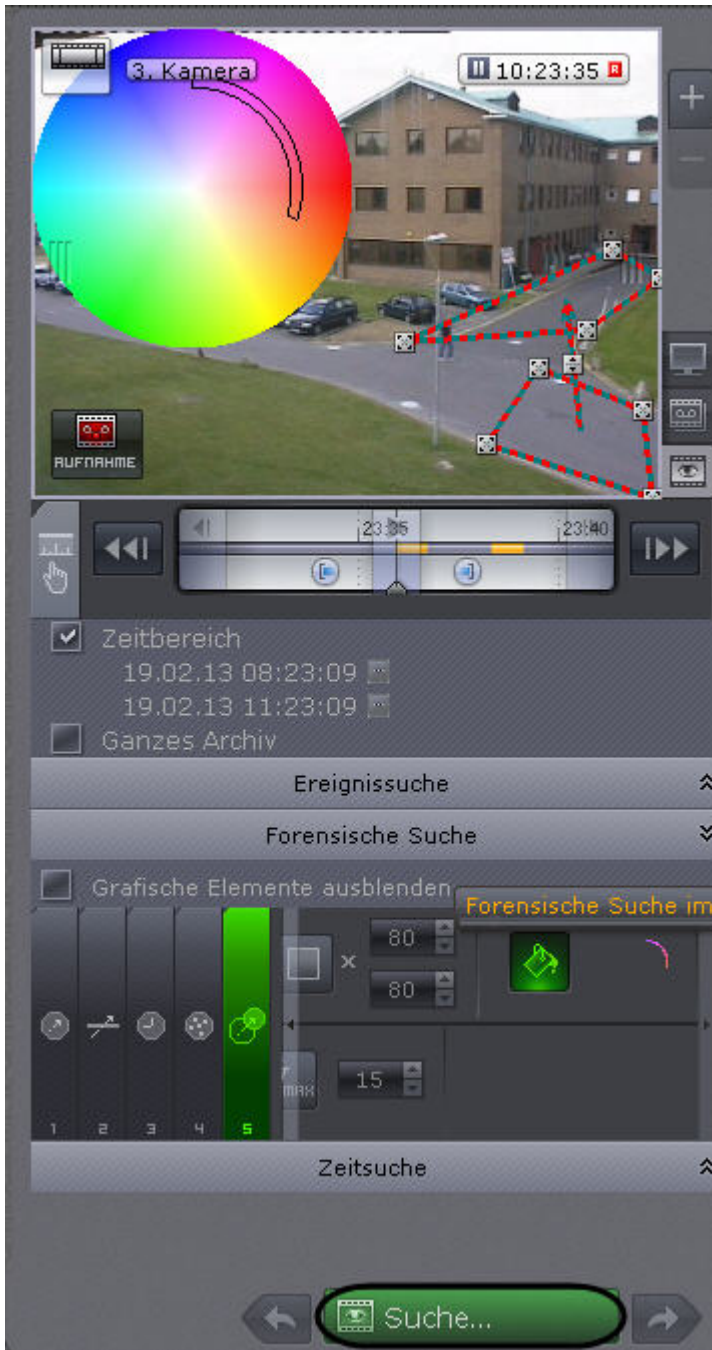 3. Kamera
10:23:35 R
AUFNAHME
23:35
23:40
Zeitbereich
19.02.13 08:23:09
19.02.13 11:23:09
Ganzes Archiv
Ereignissuche
Forensische Suche
Grafische Elemente ausblenden
Forensische Suche im
80
x
80
MAX
15
1 2 3 4 5
Zeitsuche
Suche...